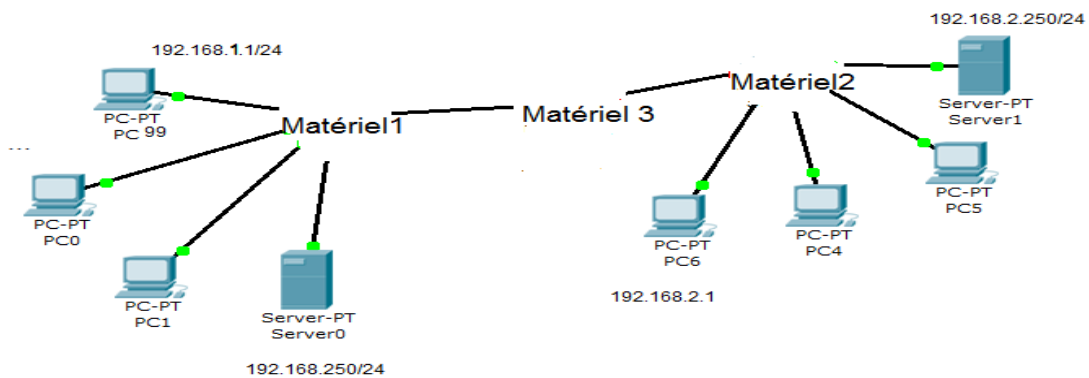 192.168.1.1/24
PC-PT
PC 99
...
PC-PT
PC0
PC-PT
PC1
Server-PT
Server0
192.168.250/24
Matériel1
Matériel 3
Matériel2
192.168.2.250/24
Server-PT
Server1
PC-PT
PC5
PC-PT
PC4
PC-PT
PC6
192.168.2.1